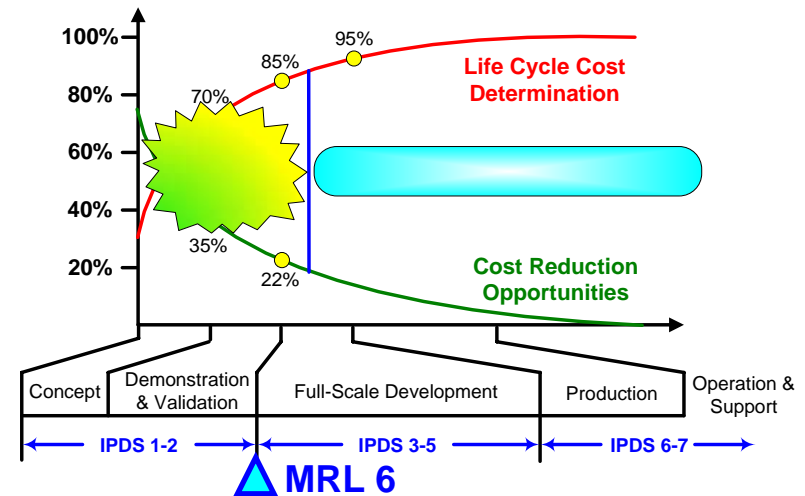 100%
95%
85%
Life Cycle Cost
Determination
80%
70%
60%
40%
35%
20%
22%
Cost Reduction
Opportunities
Concept
Demonstration
& Validation
Full-Scale Development
Production
Operation &
Support
IPDS 1-2
IPDS 3-5
IPDS 6-7
MRL 6